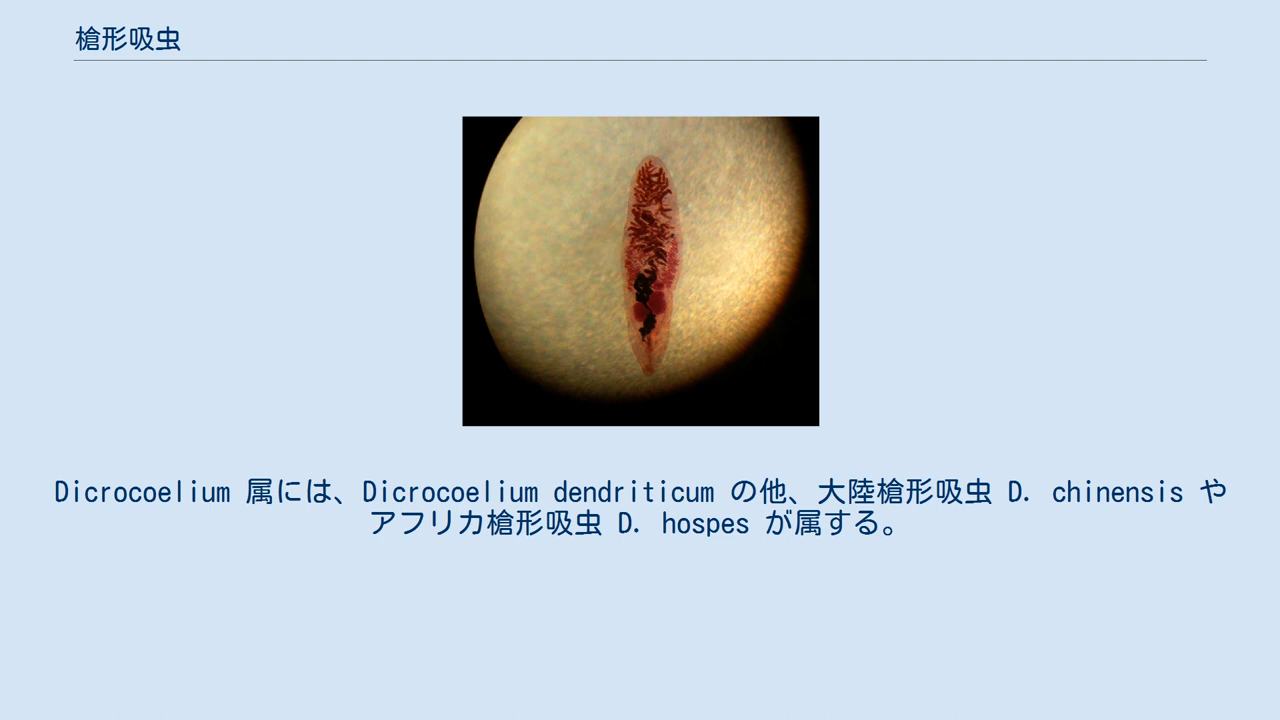 槍形吸虫
Dicrocoelium 属には、Dicrocoelium dendriticum の他、大陸槍形吸虫 D. chinensis や
アフリカ槍形吸虫 D. hospes が属する。